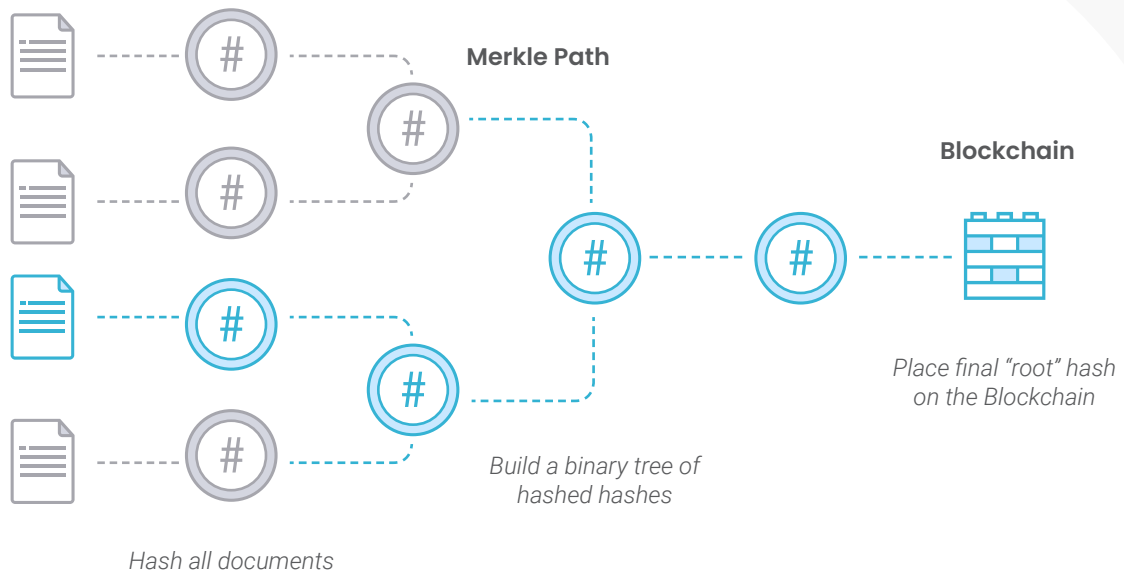 #
Merkle Path
#
#
Blockchain
#
#
#
#
Place final “root” hash
on the Blockchain
#
#
Build a binary tree of
hashed hashes
Hash all documents